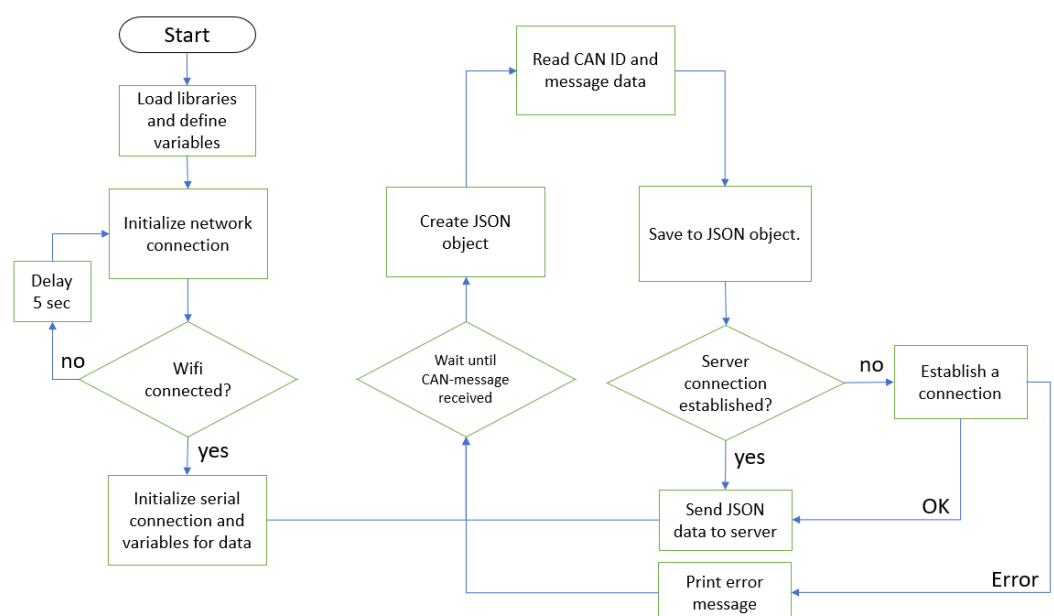 Start
Load libraries
and define
variables
Initialize network
connection
Delay
5 sec
no
Wifi
connected?
yes
Initialize serial
connection and
variables for data
Wait until
CAN-message
received
Create JSON
object
Read CAN ID and
message data
Save to JSON object.
Server
connection
established?
no
Establish a
connection
yes
OK
Send JSON
data to server
Error
Print error
message